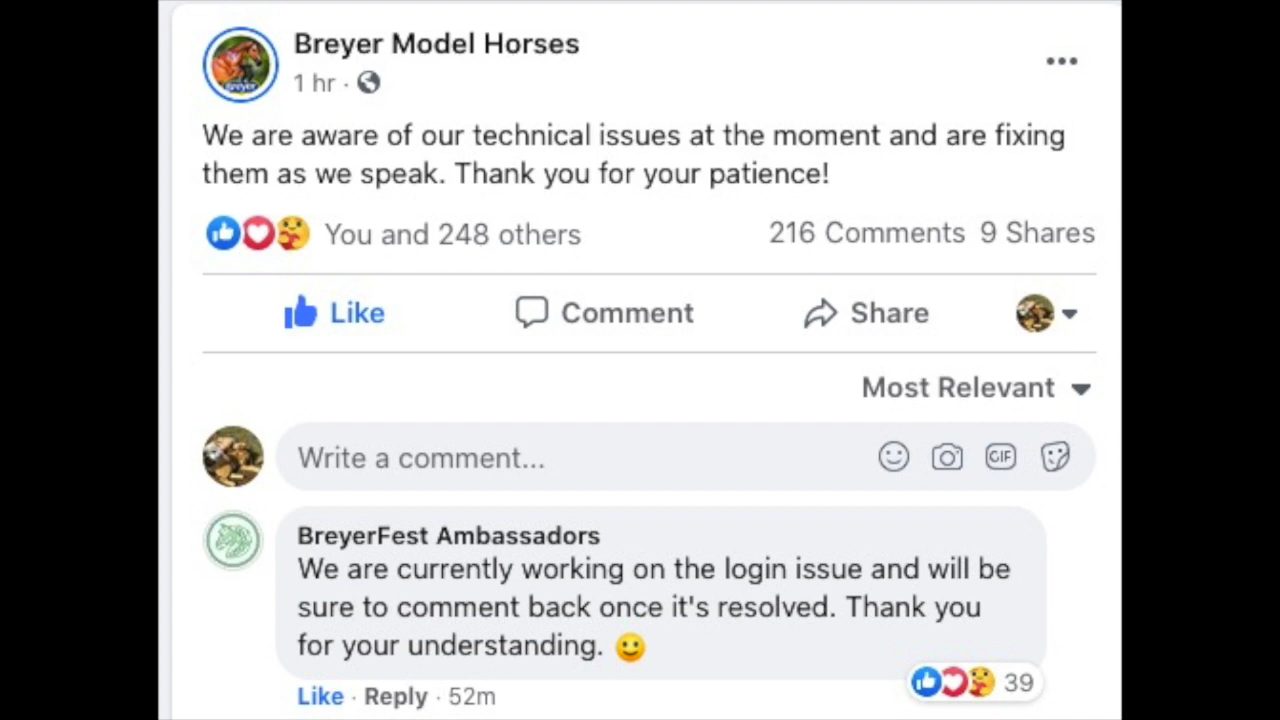 Breyer Model Horses
1 hr ·
We are aware of our technical issues at the moment and are fixing
them as we speak. Thank you for your patience!
You and 248 others 216 Comments 9 Shares
Like Comment Share
Most Relevant
Write a comment... GIF
BreyerFest Ambassadors
We are currently working on the login issue and will be
sure to comment back once it's resolved. Thank you
for your understanding. 🙂
39
Like · Reply · 52m